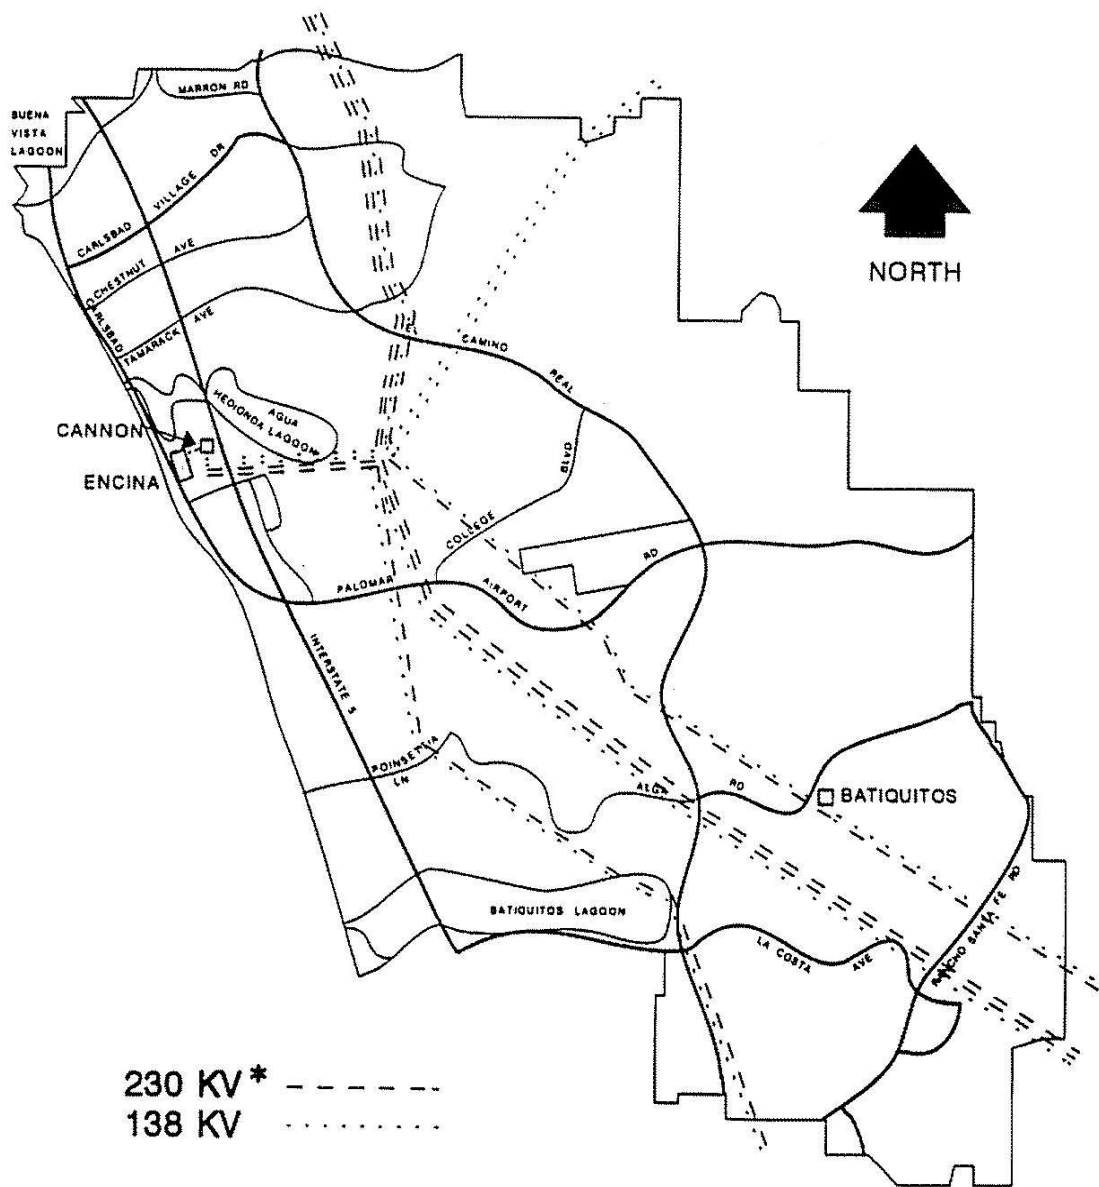 MARRON RD
BUENA
VISTA
LAGOON
VILLAGE DR
CARLSBAD
NORTH
CHESTNUT AVE
CARLSBAD
TAMARACK AVE
E
CAMINO
REAL
AGUA
HEDIONDA LAGOON
CANNON
ENCINA
COLLEGE
BLVD
PALOMAR
AIRPORT
RD
INTERSTATE 5
POINSETTIA
LN
ALGA
RD
BATIQUITOS
BATIQUITOS LAGOON
LA COSTA
AVE
RANCHO SANTA FE RD
230 KV*
138 KV